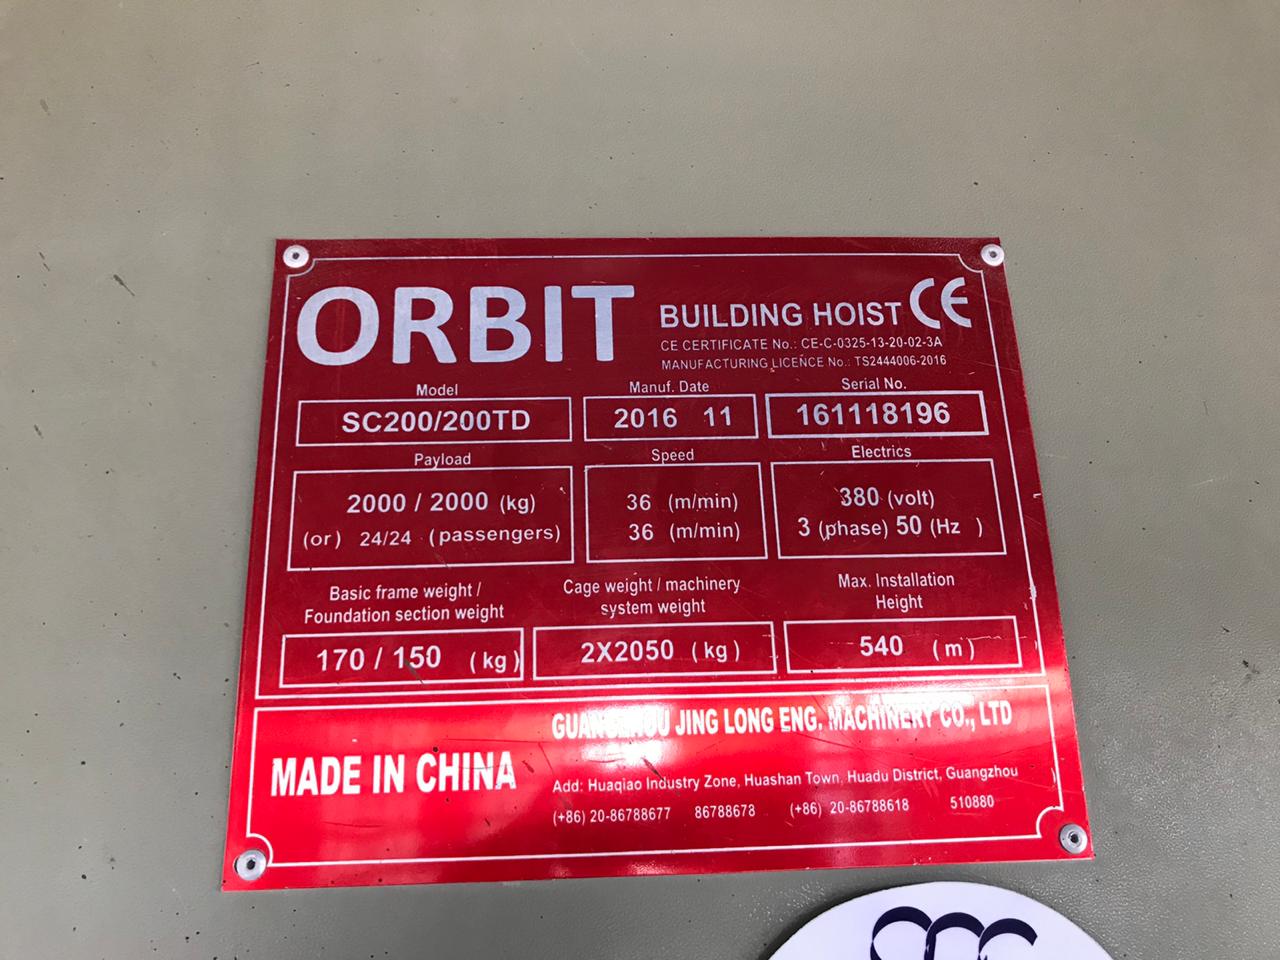 ORBIT
BUILDING HOIST CE
CE CERTIFICATE No.: CE-C-0325-13-20-02-3A
MANUFACTURING LICENCE No.: TS2444006-2016
Model Manuf. Date Serial No.
SC200/200TD 2016 11 161118196
Payload Speed Electrics
2000 / 2000 (kg) 36 (m/min) 380 (volt)
(or) 24/24 (passengers) 36 (m/min) 3 (phase) 50 (Hz )
Basic frame weight / Cage weight / machinery Max. Installation
Foundation section weight system weight Height
170 / 150 (kg) 2X2050 (kg) 540 (m)
GUANGZHOU JING LONG ENG. MACHINERY CO., LTD
MADE IN CHINA
Add: Huaqiao Industry Zone, Huashan Town, Huadu District, Guangzhou
(+86) 20-86788677 86788678 (+86) 20-86788618 510880